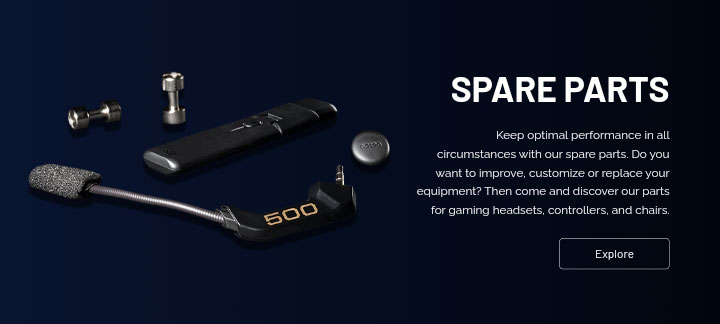 SPARE PARTS
Keep optimal performance in all
circumstances with our spare parts. Do you
want to improve, customize or replace your
equipment? Then come and discover our parts
for gaming headsets, controllers, and chairs.
Explore
500